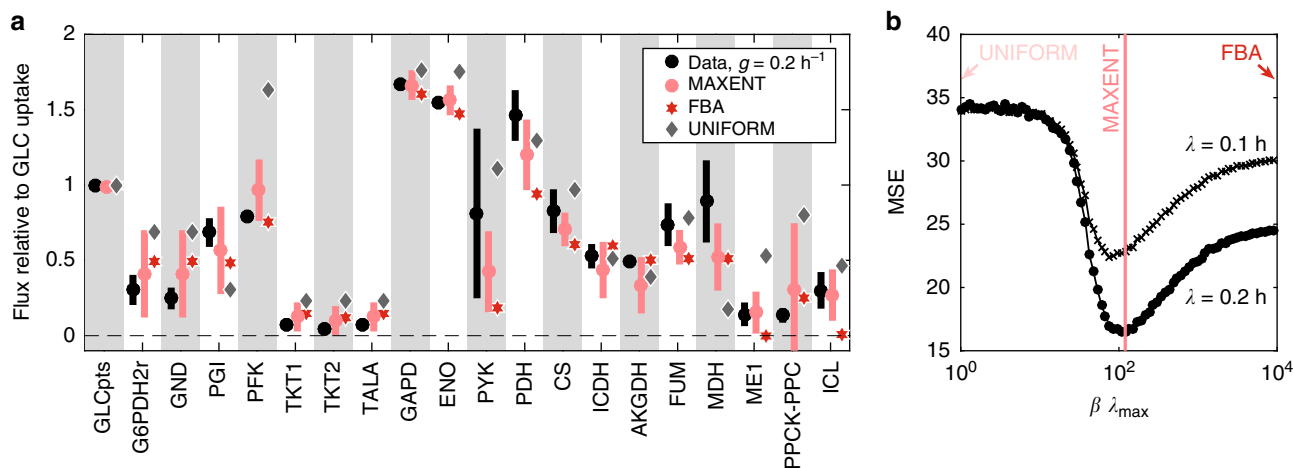 a
Flux relative to GLC uptake
2
1.5
1
0.5
0
Data, g = 0.2 h⁻¹
MAXENT
FBA
UNIFORM
GLCpts
G6PDH2r
GND
PGI
PFK
TKT1
TKT2
TALA
GAPD
ENO
PYK
PDH
CS
ICDH
AKGDH
FUM
MDH
ME1
PPCK-PPC
ICL
b
MSE
40
35
30
25
20
15
UNIFORM
MAXENT
FBA
λ = 0.1 h
λ = 0.2 h
10⁰
10²
10⁴
β λmax